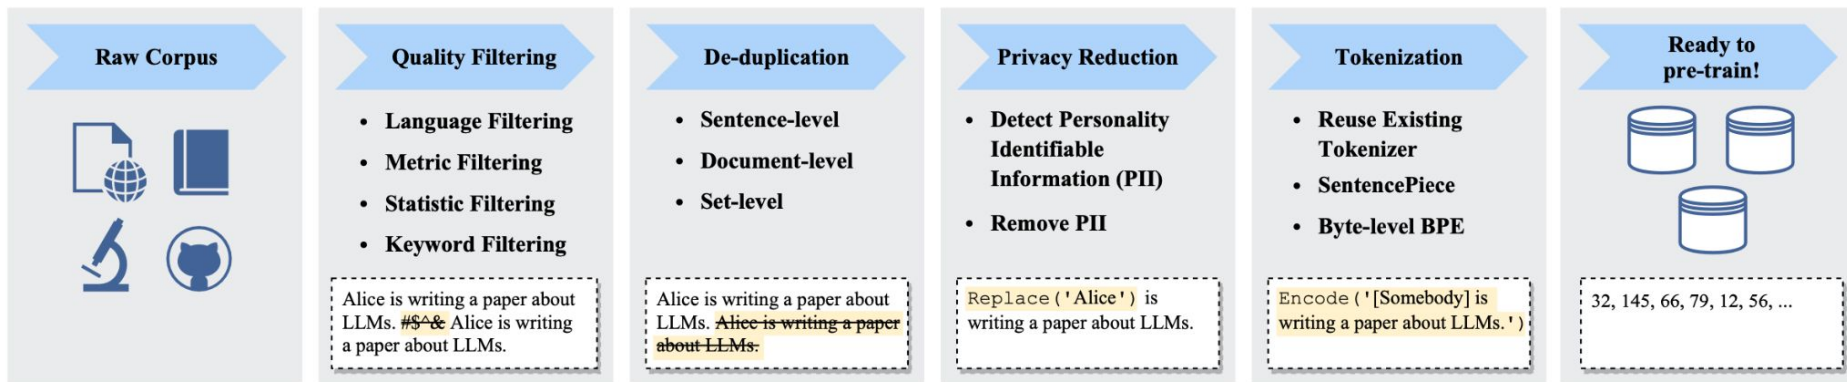 Raw Corpus
Quality Filtering
• Language Filtering
• Metric Filtering
• Statistic Filtering
• Keyword Filtering
Alice is writing a paper about
LLMs. #$^& Alice is writing
a paper about LLMs.
De-duplication
• Sentence-level
• Document-level
• Set-level
Alice is writing a paper about
LLMs. Alice is writing a paper
about LLMs.
Privacy Reduction
• Detect Personality
Identifiable
Information (PII)
• Remove PII
Replace('Alice') is
writing a paper about LLMs.
Tokenization
• Reuse Existing
Tokenizer
• SentencePiece
• Byte-level BPE
Encode('[Somebody] is
writing a paper about LLMs.')
Ready to
pre-train!
32, 145, 66, 79, 12, 56, ...